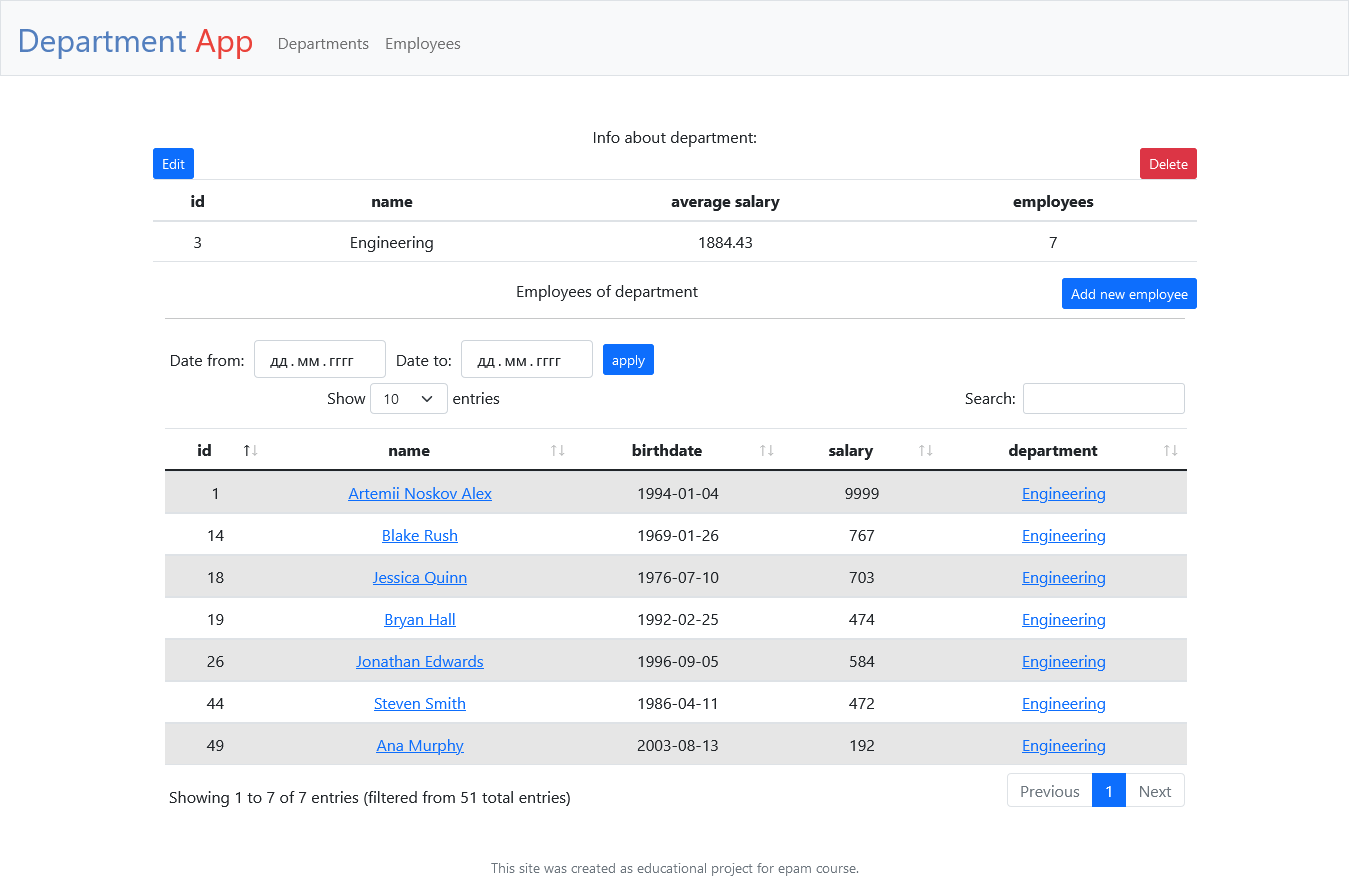 Department App Departments Employees
Info about department:
Edit Delete
id name average salary employees
3 Engineering 1884.43 7
Employees of department Add new employee
Date from: дд.мм.гггг Date to: дд.мм.гггг apply
Show 10 entries Search:
id name birthdate salary department
1 Artemii Noskov Alex 1994-01-04 9999 Engineering
14 Blake Rush 1969-01-26 767 Engineering
18 Jessica Quinn 1976-07-10 703 Engineering
19 Bryan Hall 1992-02-25 474 Engineering
26 Jonathan Edwards 1996-09-05 584 Engineering
44 Steven Smith 1986-04-11 472 Engineering
49 Ana Murphy 2003-08-13 192 Engineering
Showing 1 to 7 of 7 entries (filtered from 51 total entries) Previous 1 Next
This site was created as educational project for epam course.